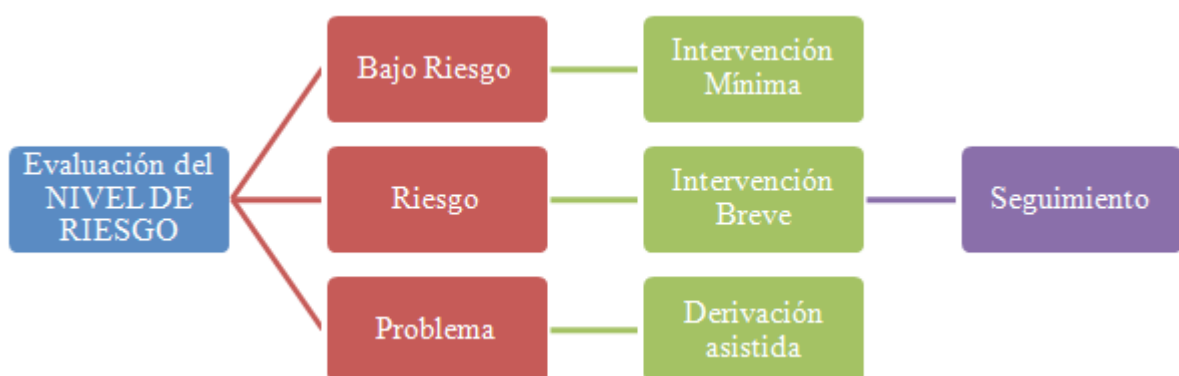 Evaluación del
NIVEL DE
RIESGO
Bajo Riesgo
Intervención
Mínima
Riesgo
Intervención
Breve
Seguimiento
Problema
Derivación
asistida